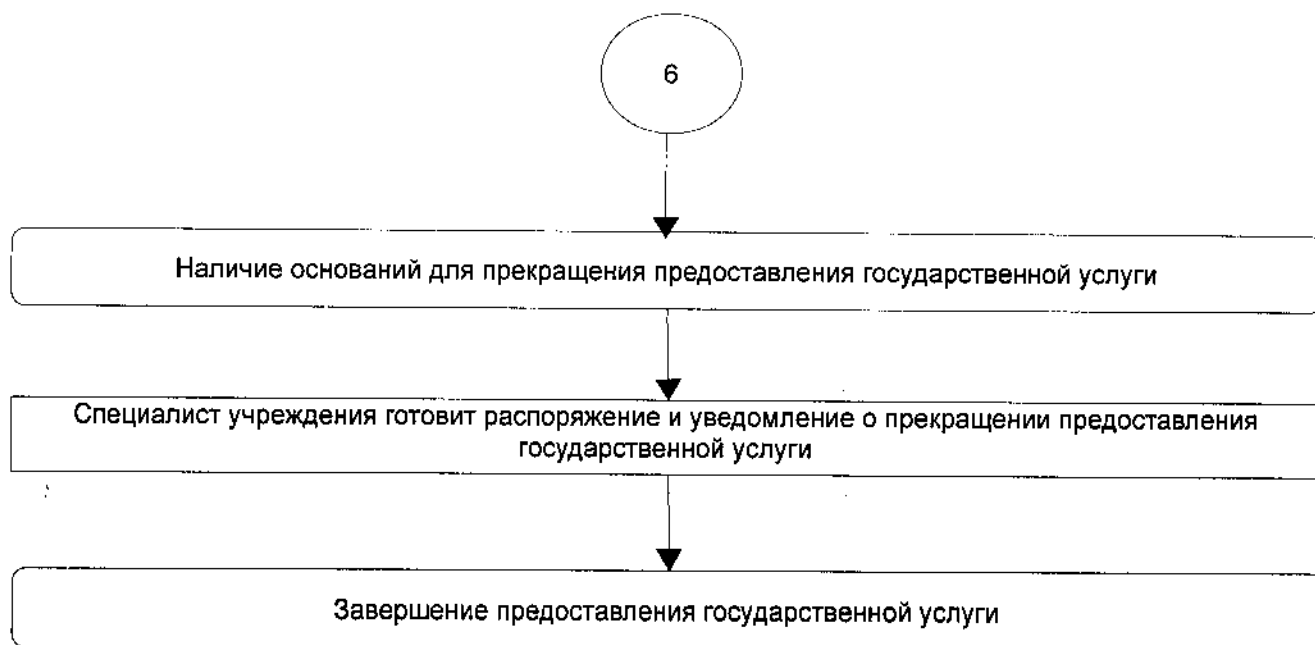 6
Наличие оснований для прекращения предоставления государственной услуги
Специалист учреждения готовит распоряжение и уведомление о прекращении предоставления
государственной услуги
Завершение предоставления государственной услуги